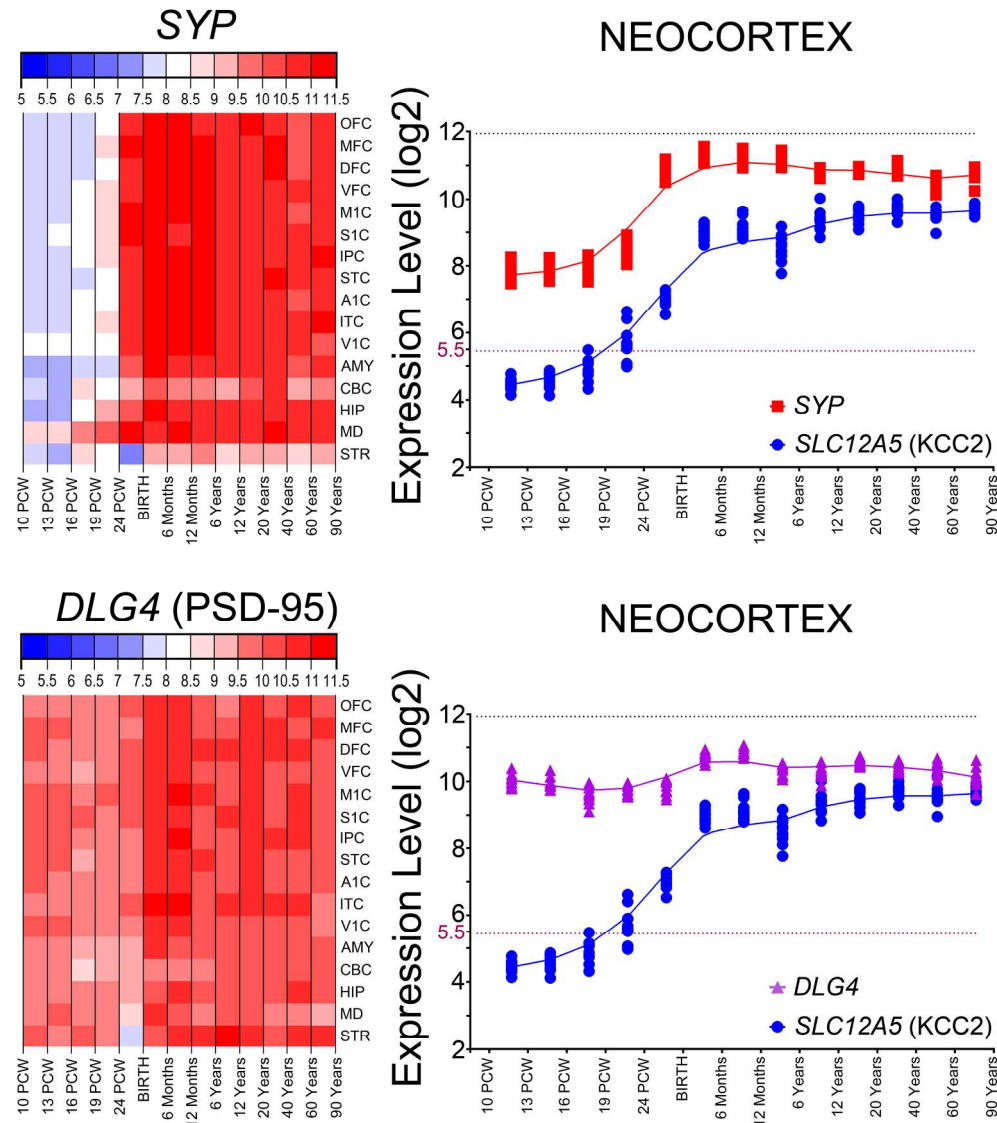 SYP
5 5.5 6 6.5 7 7.5 8 8.5 9 9.5 10 10.5 11 11.5
OFC
MFC
DFC
VFC
M1C
S1C
IPC
STC
A1C
ITC
V1C
AMY
CBC
HIP
MD
STR
10 PCW
13 PCW
16 PCW
19 PCW
24 PCW
BIRTH
6 Months
12 Months
6 Years
12 Years
20 Years
40 Years
60 Years
90 Years
NEOCORTEX
Expression Level (log2)
12
10
8
6
5.5
4
2
SYP
SLC12A5 (KCC2)
10 PCW
13 PCW
16 PCW
19 PCW
24 PCW
BIRTH
6 Months
12 Months
6 Years
12 Years
20 Years
40 Years
60 Years
90 Years
DLG4 (PSD-95)
5 5.5 6 6.5 7 7.5 8 8.5 9 9.5 10 10.5 11 11.5
OFC
MFC
DFC
VFC
M1C
S1C
IPC
STC
A1C
ITC
V1C
AMY
CBC
HIP
MD
STR
10 PCW
13 PCW
16 PCW
19 PCW
24 PCW
BIRTH
6 Months
12 Months
6 Years
12 Years
20 Years
40 Years
60 Years
90 Years
NEOCORTEX
Expression Level (log2)
12
10
8
6
5.5
4
2
DLG4
SLC12A5 (KCC2)
10 PCW
13 PCW
16 PCW
19 PCW
24 PCW
BIRTH
6 Months
12 Months
6 Years
12 Years
20 Years
40 Years
60 Years
90 Years